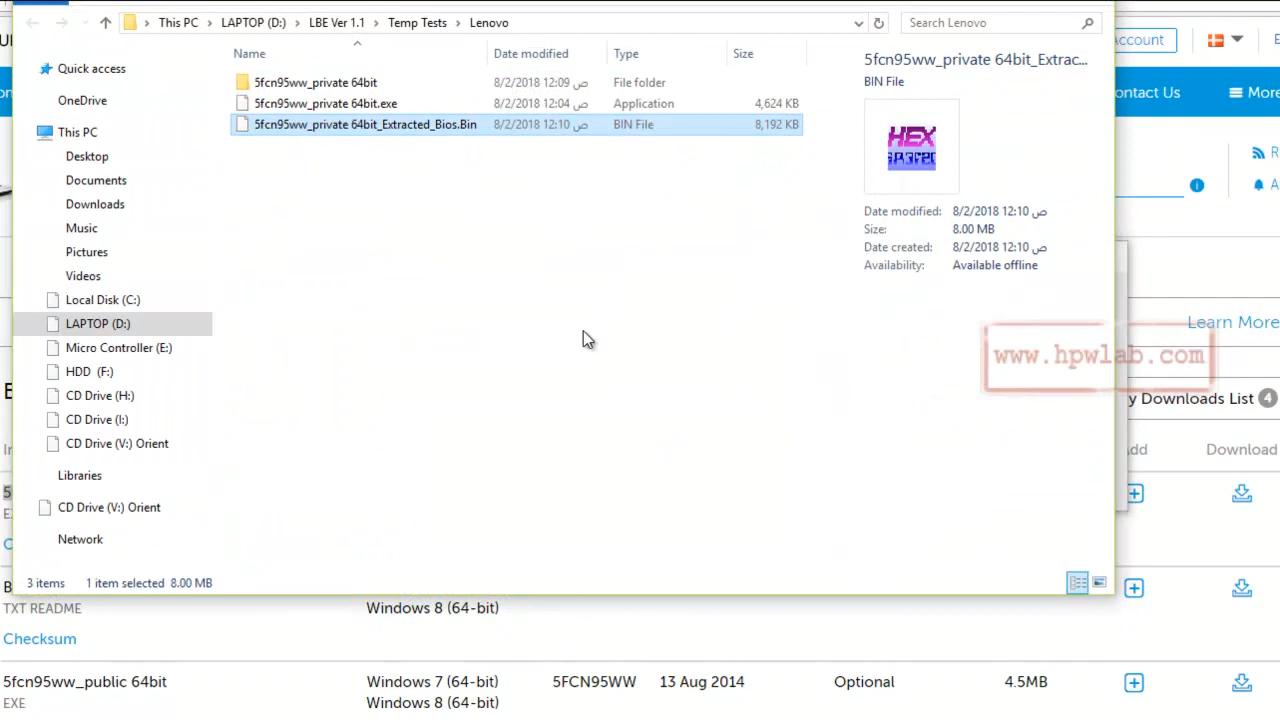 This PC > LAPTOP (D:) > LBE Ver 1.1 > Temp Tests > Lenovo
Search Lenovo
Account
Name
Date modified
Type
Size
5fcn95ww_private 64bit
8/2/2018 12:09 ص
File folder
5fcn95ww_private 64bit.exe
8/2/2018 12:04 ص
Application
4,624 KB
5fcn95ww_private 64bit_Extracted_Bios.Bin
8/2/2018 12:10 ص
BIN File
8,192 KB
Quick access
OneDrive
This PC
Desktop
Documents
Downloads
Music
Pictures
Videos
Local Disk (C:)
LAPTOP (D:)
Micro Controller (E:)
HDD (F:)
CD Drive (H:)
CD Drive (I:)
CD Drive (V:) Orient
Libraries
CD Drive (V:) Orient
Network
5fcn95ww_private 64bit_Extrac...
BIN File
HEX
Date modified: 8/2/2018 12:10 ص
Size: 8.00 MB
Date created: 8/2/2018 12:10 ص
Availability: Available offline
3 items
1 item selected 8.00 MB
ontact Us
More
Learn More
www.hpwlab.com
y Downloads List 4
dd
Download
TXT README
Windows 8 (64-bit)
Checksum
5fcn95ww_public 64bit
Windows 7 (64-bit)
5FCN95WW
13 Aug 2014
Optional
4.5MB
EXE
Windows 8 (64-bit)